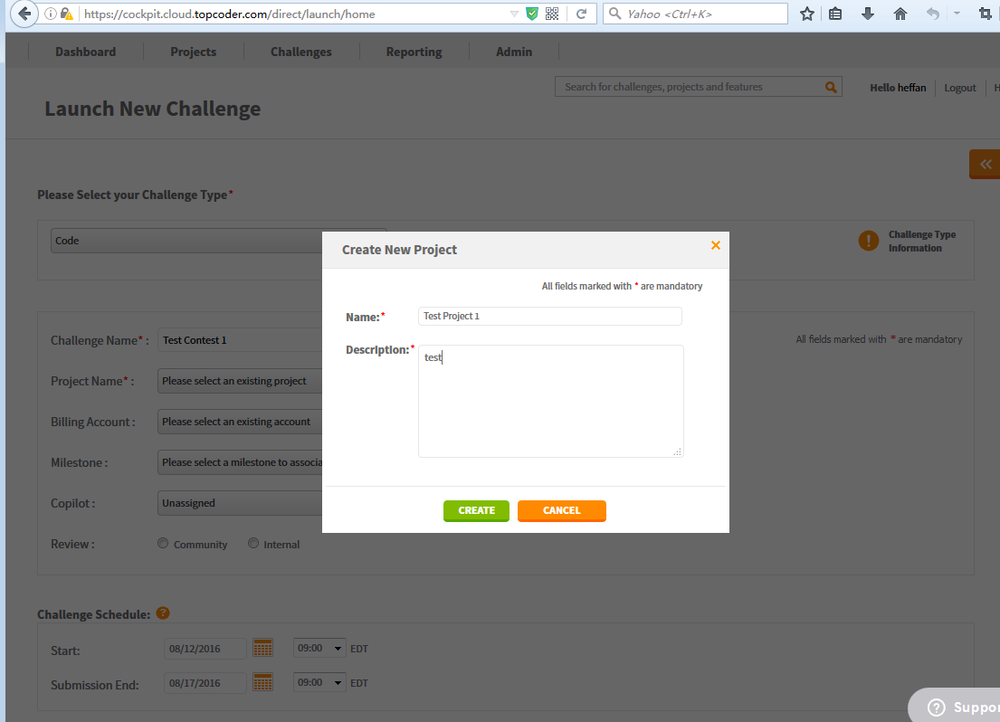 https://cockpit.cloud.topcoder.com/direct/launch/home
Yahoo <Ctrl+K>
Dashboard Projects Challenges Reporting Admin
Search for challenges, projects and features
Hello heffan Logout H
Launch New Challenge
Please Select your Challenge Type*
Code
Challenge Type
Information
Create New Project
All fields marked with * are mandatory
Name:* Test Project 1
Description:* test
CREATE CANCEL
Challenge Name* : Test Contest 1
All fields marked with * are mandatory
Project Name* : Please select an existing project
Billing Account : Please select an existing account
Milestone : Please select a milestone to associa
Copilot : Unassigned
Review : Community Internal
Challenge Schedule: ?
Start: 08/12/2016 09:00 EDT
Submission End: 08/17/2016 09:00 EDT
? Suppor